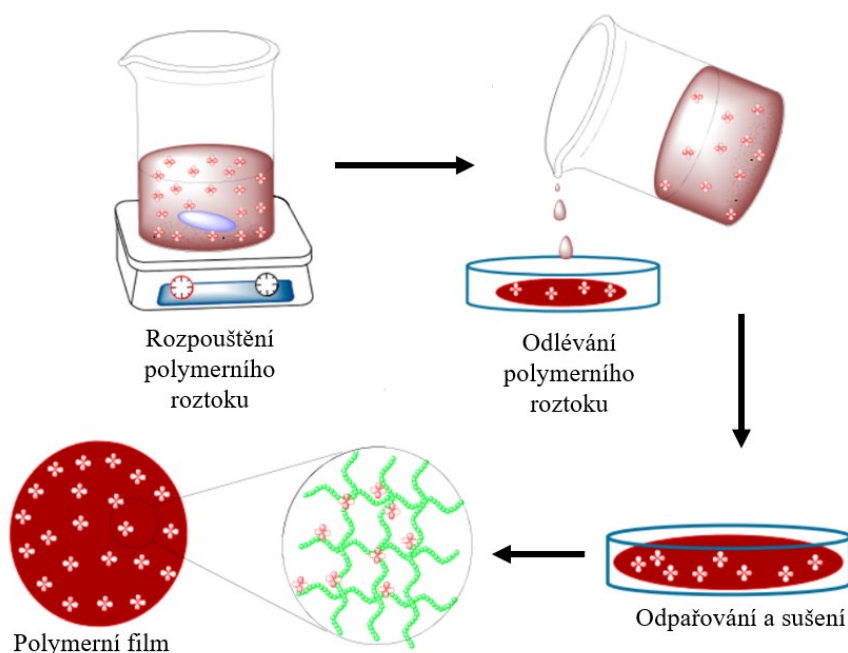 Rozpouštění
polymerního
roztoku
Odlévání
polymerního
roztoku
Odpařování a sušení
Polymerní film